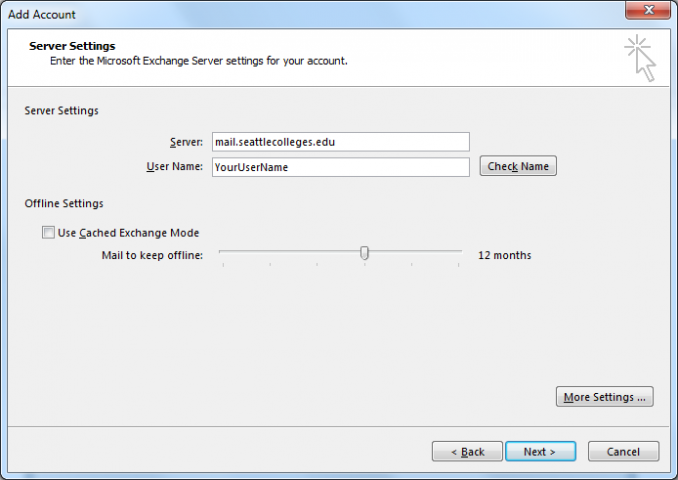 Add Account
Server Settings
Enter the Microsoft Exchange Server settings for your account.
Server Settings
Server: mail.seattlecolleges.edu
User Name: YourUserName Check Name
Offline Settings
Use Cached Exchange Mode
Mail to keep offline: 12 months
More Settings ...
< Back Next > Cancel